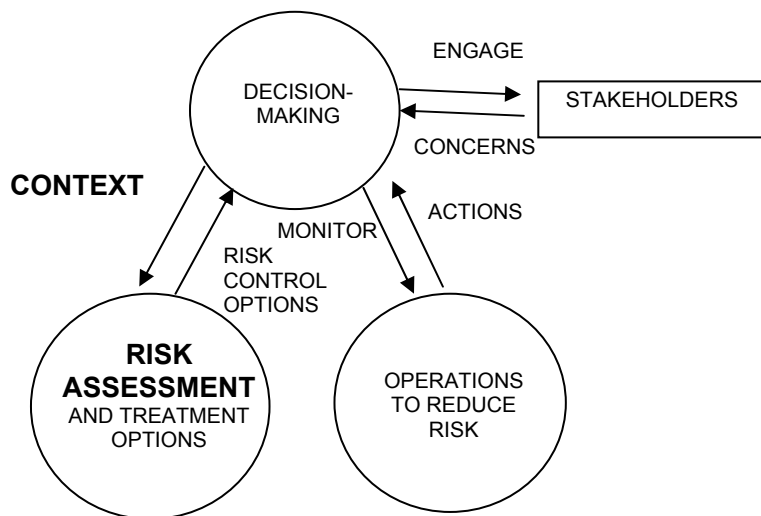 ENGAGE
DECISION-
MAKING
STAKEHOLDERS
CONCERNS
CONTEXT
ACTIONS
MONITOR
RISK
CONTROL
OPTIONS
RISK
ASSESSMENT
AND TREATMENT
OPTIONS
OPERATIONS
TO REDUCE
RISK